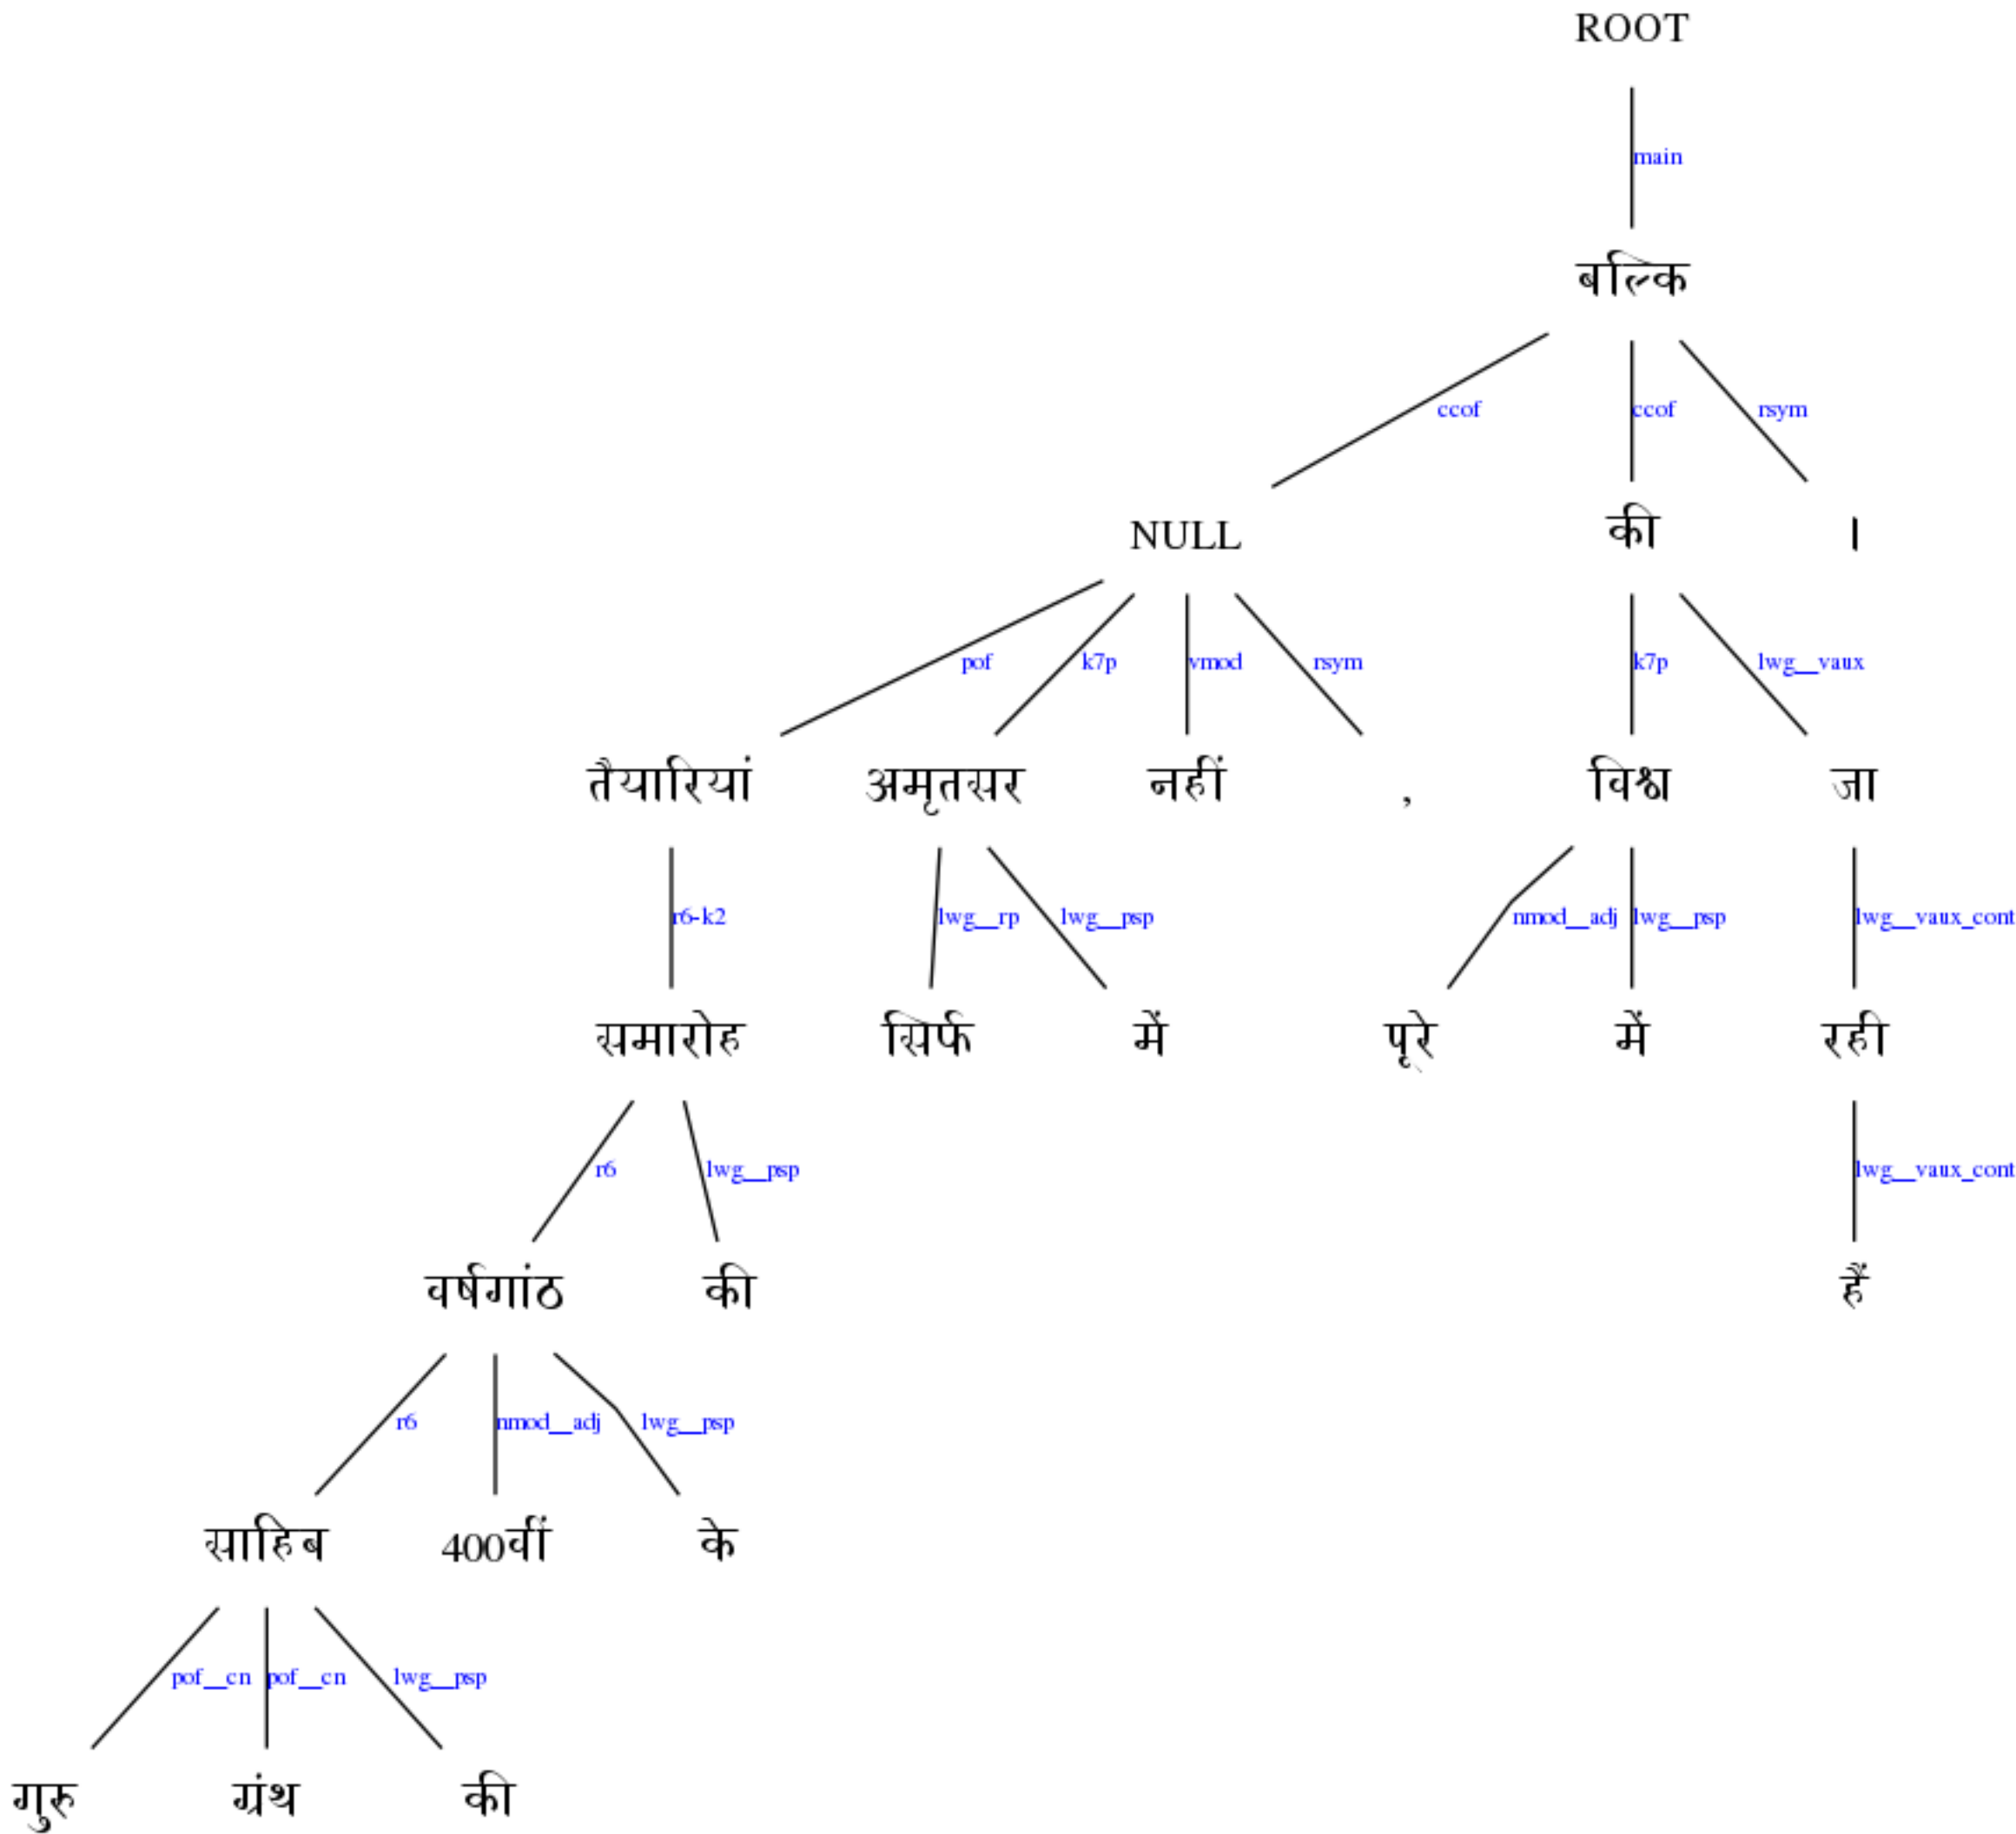 ROOT
main
बल्कि
ccof ccof rsym
NULL की ।
pof k7p vmod rsym k7p lwg__vaux
तैयारियां अमृतसर नहीं , विश्व जा
r6-k2 lwg__rp lwg__psp nmod__adj lwg__psp lwg__vaux_cont
समारोह सिर्फ में पूरे में रही
r6 lwg__psp lwg__vaux_cont
वर्षगांठ की हैं
r6 nmod__adj lwg__psp
साहिब 400वीं के
pof__cn pof__cn lwg__psp
गुरु ग्रंथ की